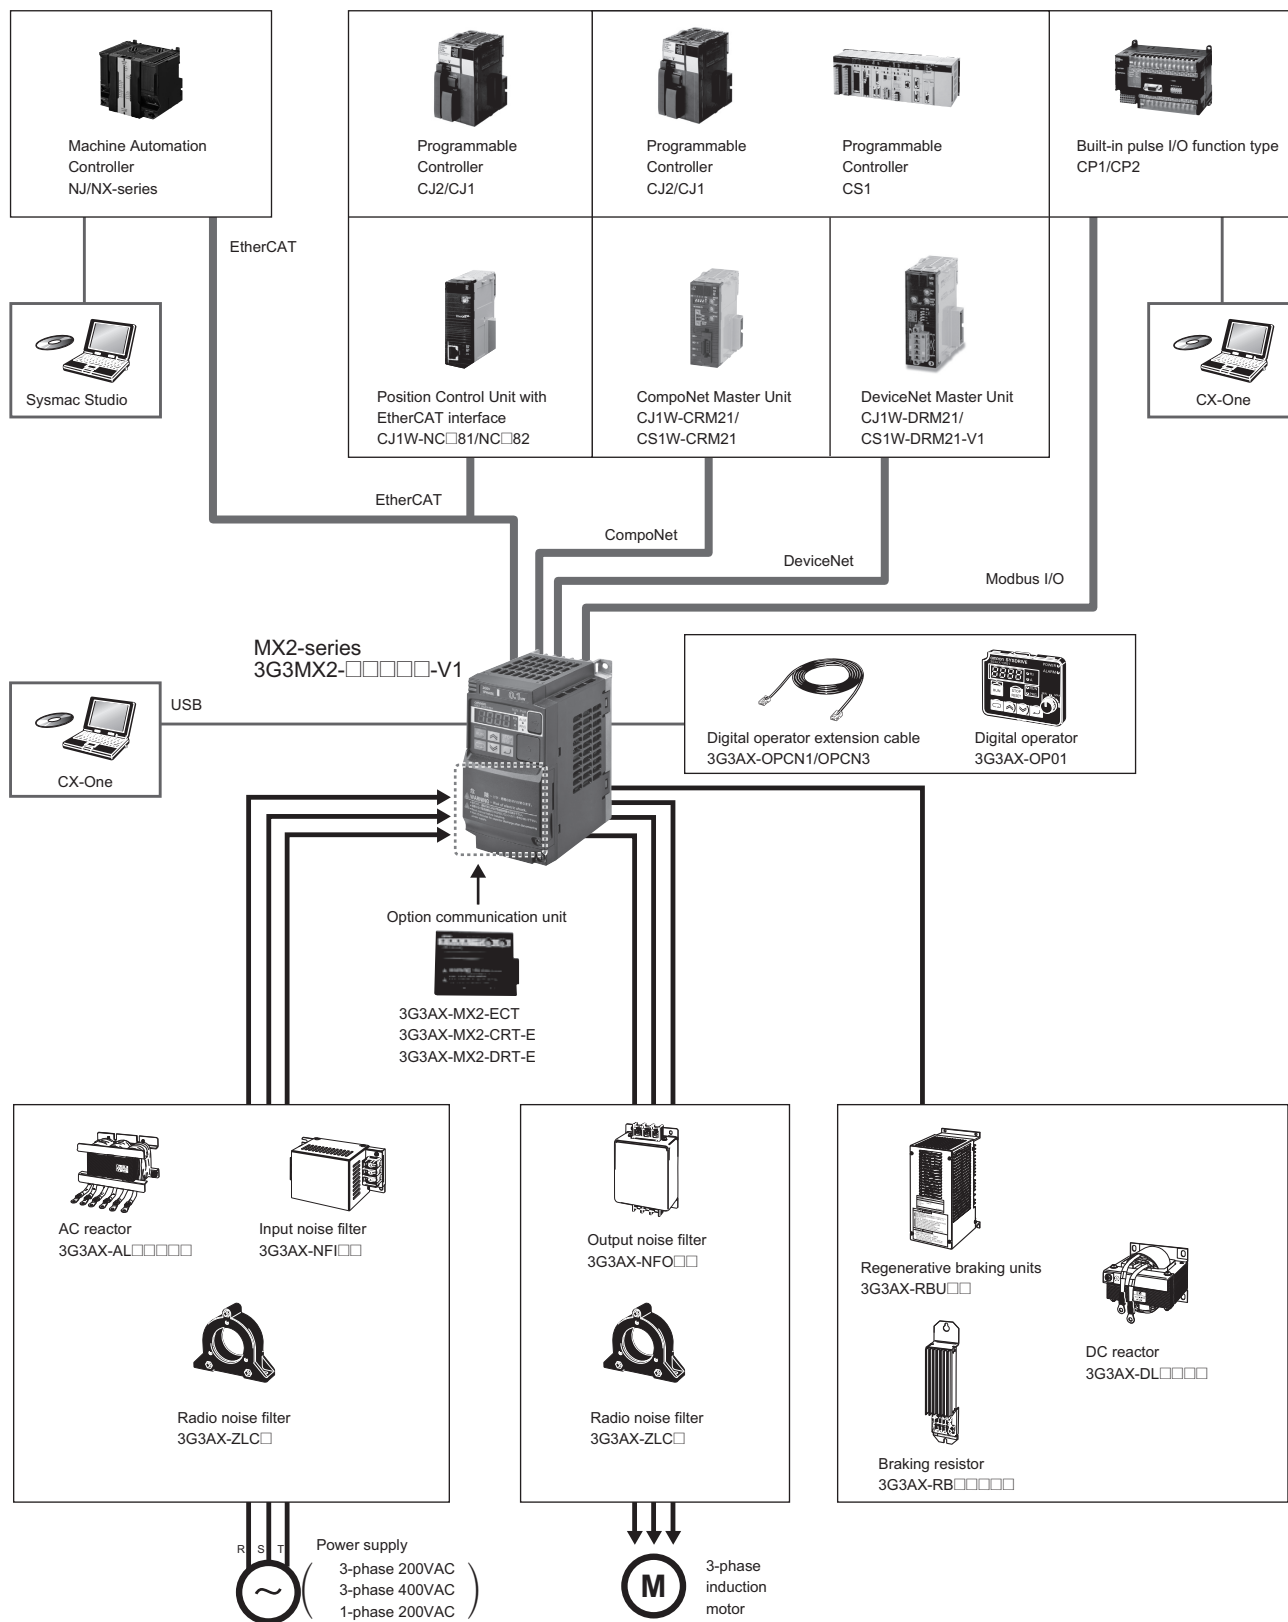 Machine Automation
Controller
NJ/NX-series
Programmable
Controller
CJ2/CJ1
Programmable
Controller
CJ2/CJ1
Programmable
Controller
CS1
Built-in pulse I/O function type
CP1/CP2
EtherCAT
Sysmac Studio
Position Control Unit with
EtherCAT interface
CJ1W-NC□81/NC□82
CompoNet Master Unit
CJ1W-CRM21/
CS1W-CRM21
DeviceNet Master Unit
CJ1W-DRM21/
CS1W-DRM21-V1
CX-One
EtherCAT
CompoNet
DeviceNet
Modbus I/O
MX2-series
3G3MX2-□□□□□-V1
USB
CX-One
Digital operator extension cable
3G3AX-OPCN1/OPCN3
Digital operator
3G3AX-OP01
Option communication unit
3G3AX-MX2-ECT
3G3AX-MX2-CRT-E
3G3AX-MX2-DRT-E
AC reactor
3G3AX-AL□□□□□
Input noise filter
3G3AX-NFI□□
Radio noise filter
3G3AX-ZLC□
Output noise filter
3G3AX-NFO□□
Radio noise filter
3G3AX-ZLC□
Regenerative braking units
3G3AX-RBU□□
DC reactor
3G3AX-DL□□□□
Braking resistor
3G3AX-RB□□□□□
R S T
Power supply
3-phase 200VAC
3-phase 400VAC
1-phase 200VAC
M
3-phase
induction
motor